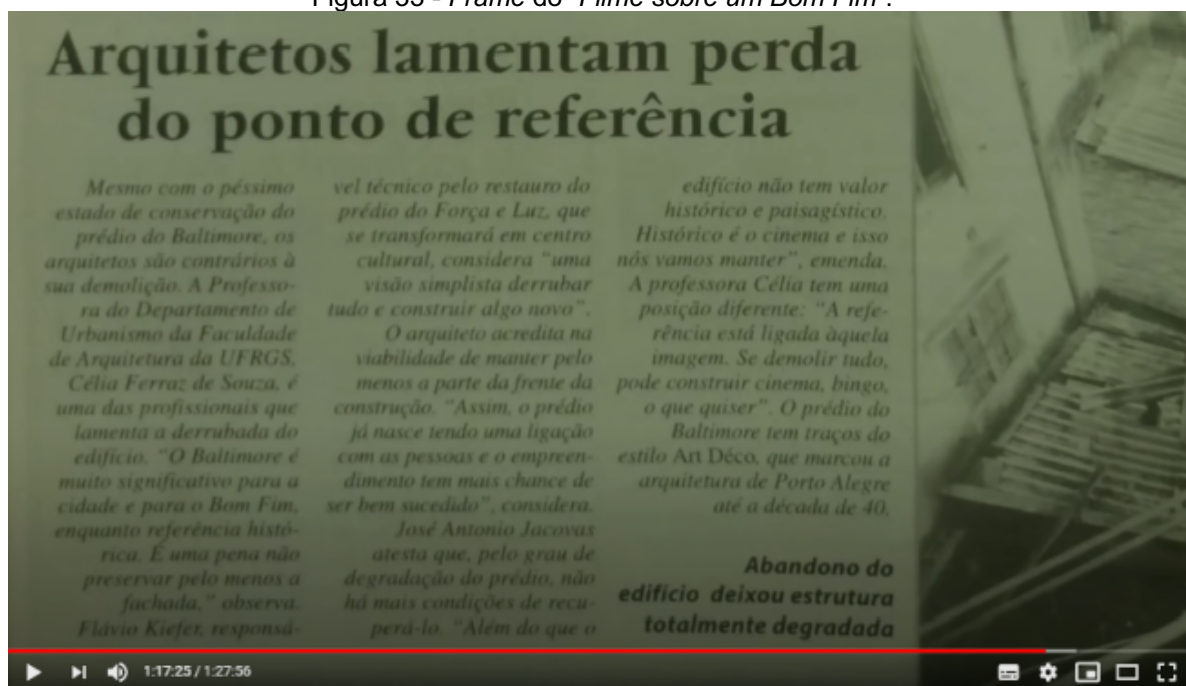 Figura 33 - Frame do "Filme sobre um Bom Fim".
Arquitetos lamentam perda
do ponto de referência
Mesmo com o péssimo
estado de conservação do
prédio do Baltimore, os
arquitetos são contrários à
sua demolição. A Professo-
ra do Departamento de
Urbanismo da Faculdade
de Arquitetura da UFRGS,
Célia Ferraz de Souza, é
uma das profissionais que
lamenta a derrubada do
edifício. "O Baltimore é
muito significativo para a
cidade e para o Bom Fim,
enquanto referência histó-
rica. É uma pena não
preservar pelo menos a
fachada," observa.
Flávio Kiefer, responsá-
vel técnico pelo restauro do
prédio do Força e Luz, que
se transformará em centro
cultural, considera "uma
visão simplista derrubar
tudo e construir algo novo".
O arquiteto acredita na
viabilidade de manter pelo
menos a parte da frente da
construção. "Assim, o prédio
já nasce tendo uma ligação
com as pessoas e o empreen-
dimento tem mais chance de
ser bem sucedido", considera.
José Antonio Jacovas
atesta que, pelo grau de
degradação do prédio, não
há mais condições de recu-
perá-lo. "Além do que o
edifício não tem valor
histórico e paisagístico.
Histórico é o cinema e isso
nós vamos manter", emenda.
A professora Célia tem uma
posição diferente: "A refe-
rência está ligada àquela
imagem. Se demolir tudo,
pode construir cinema, bingo,
o que quiser". O prédio do
Baltimore tem traços do
estilo Art Déco, que marcou a
arquitetura de Porto Alegre
até a década de 40.
Abandono do
edifício deixou estrutura
totalmente degradada
1:17:25 / 1:27:56